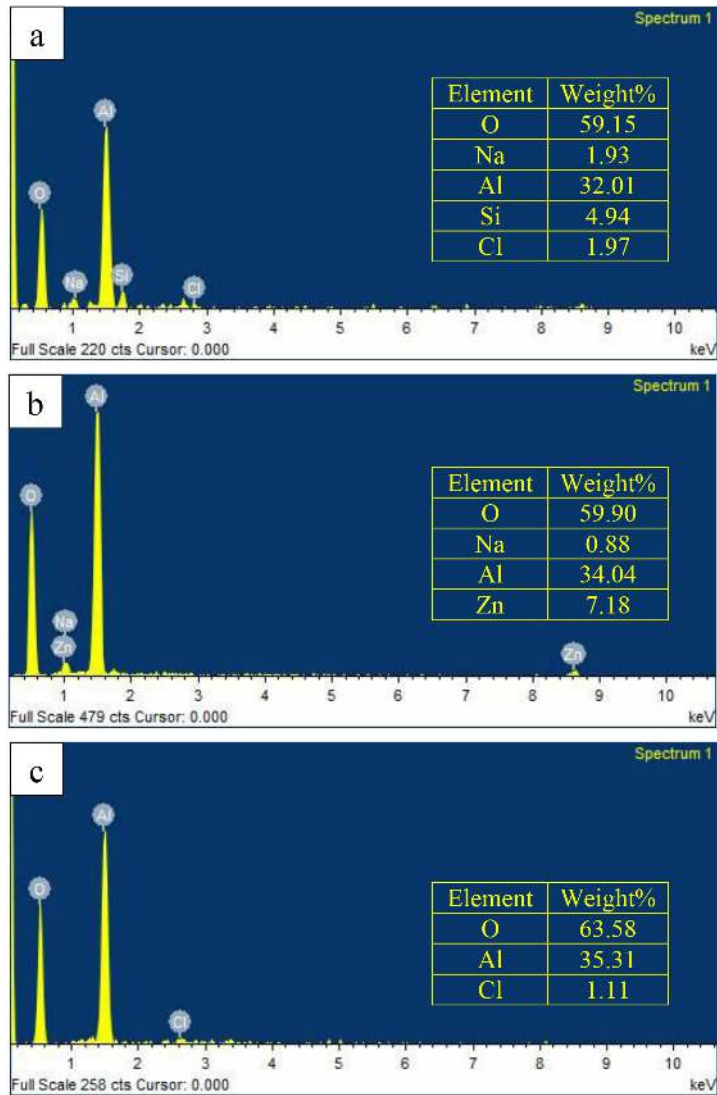 a
Spectrum 1
Element Weight%
O 59.15
Na 1.93
Al 32.01
Si 4.94
Cl 1.97
Al
O
Na
Si
Cl
1 2 3 4 5 6 7 8 9 10
Full Scale 220 cts Cursor: 0.000 keV
b
Spectrum 1
Al
Element Weight%
O 59.90
Na 0.88
Al 34.04
Zn 7.18
O
Na
Zn
Zn
1 2 3 4 5 6 7 8 9 10
Full Scale 479 cts Cursor: 0.000 keV
c
Spectrum 1
Al
Element Weight%
O 63.58
Al 35.31
Cl 1.11
O
Cl
1 2 3 4 5 6 7 8 9 10
Full Scale 258 cts Cursor: 0.000 keV